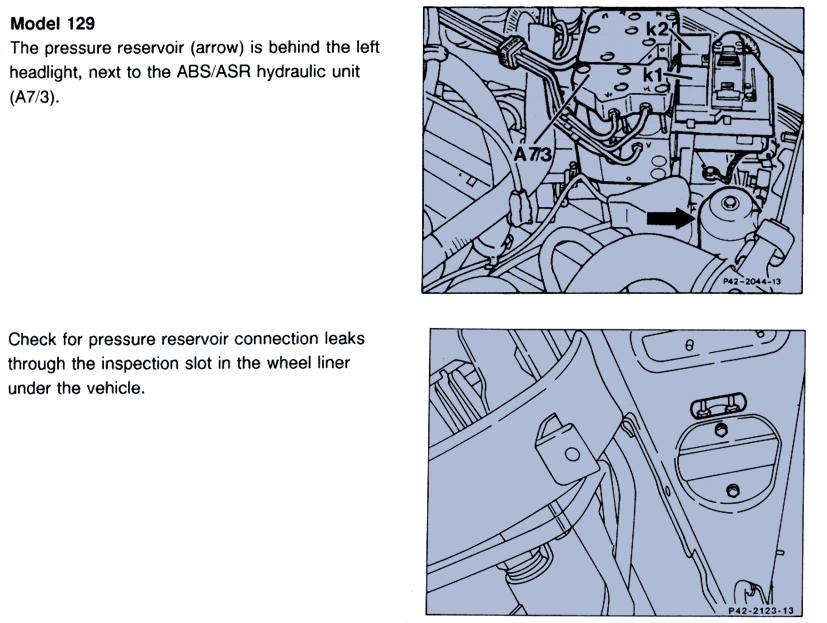 Model 129
The pressure reservoir (arrow) is behind the left
headlight, next to the ABS/ASR hydraulic unit
(A7/3).
k2
k1
A7/3
P42-2044-13
Check for pressure reservoir connection leaks
through the inspection slot in the wheel liner
under the vehicle.
P42-2123-13